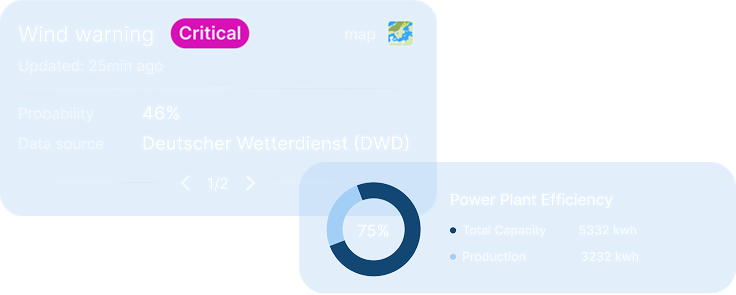 Wind warning Critical map
Updated: 25min ago
Probability 46%
Data source Deutscher Wetterdienst (DWD)
1/2
75%
Power Plant Efficiency
Total Capacity 5332 kwh
Production 3232 kwh